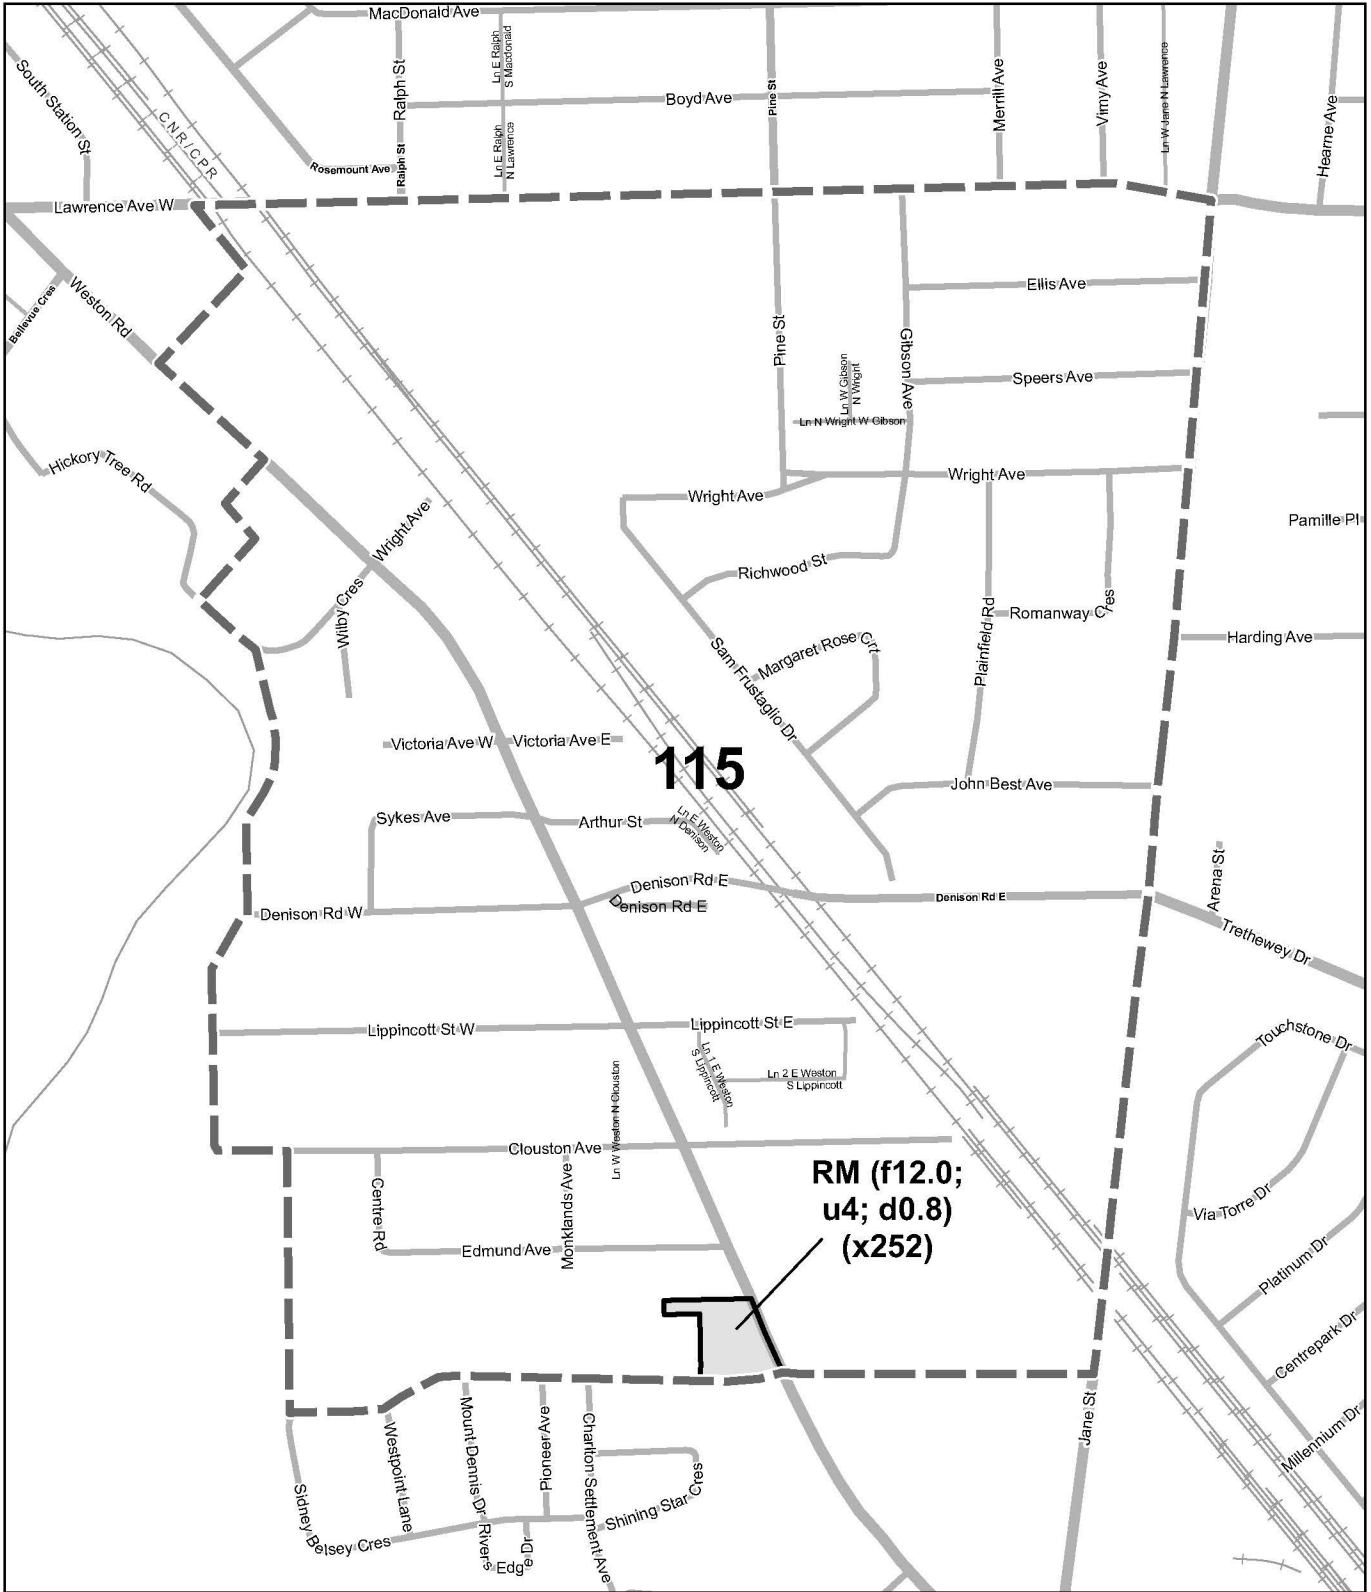 MacDonald Ave
South Station St
CNR/CPR
Ralph St
Ln E Ralph
S Macdonald
Boyd Ave
Pine St
Merrill Ave
Vimy Ave
Ln W Jane N Lawrence
Hearne Ave
Rosemount Ave
Ralph St
Ln E Ralph
N Lawrence
Lawrence Ave W
Bellevue Cres
Weston Rd
Ellis Ave
Pine St
Gibson Ave
Ln W Gibson
N Wright
Speers Ave
Ln N Wright W Gibson
Hickory Tree Rd
Wright Ave
Wright Ave
Wright Ave
Pamille Pl
Richwood St
Wilby Cres
Plainfield Rd
Romanway Cres
Harding Ave
Sam Frustaglio Dr
Margaret Rose Crt
Victoria Ave W
Victoria Ave E
115
John Best Ave
Sykes Ave
Arthur St
Ln E Weston
N Denison
Denison Rd E
Denison Rd E
Denison Rd E
Denison Rd W
Arena St
Trethewey Dr
Lippincott St W
Lippincott St E
Ln 1 E Weston
S Lippincott
Ln 2 E Weston
S Lippincott
Touchstone Dr
Ln W Weston N Clouston
Clouston Ave
RM (f12.0;
u4; d0.8)
(x252)
Centre Rd
Monklands Ave
Edmund Ave
Via Torre Dr
Platinum Dr
Centrepark Dr
Millennium Dr
Jane St
Westpoint Lane
Mount Dennis Dr
Pioneer Ave
Charlton Settlement Ave
Shining Star Cres
Sidney Belsey Cres
Rivers Edge Dr